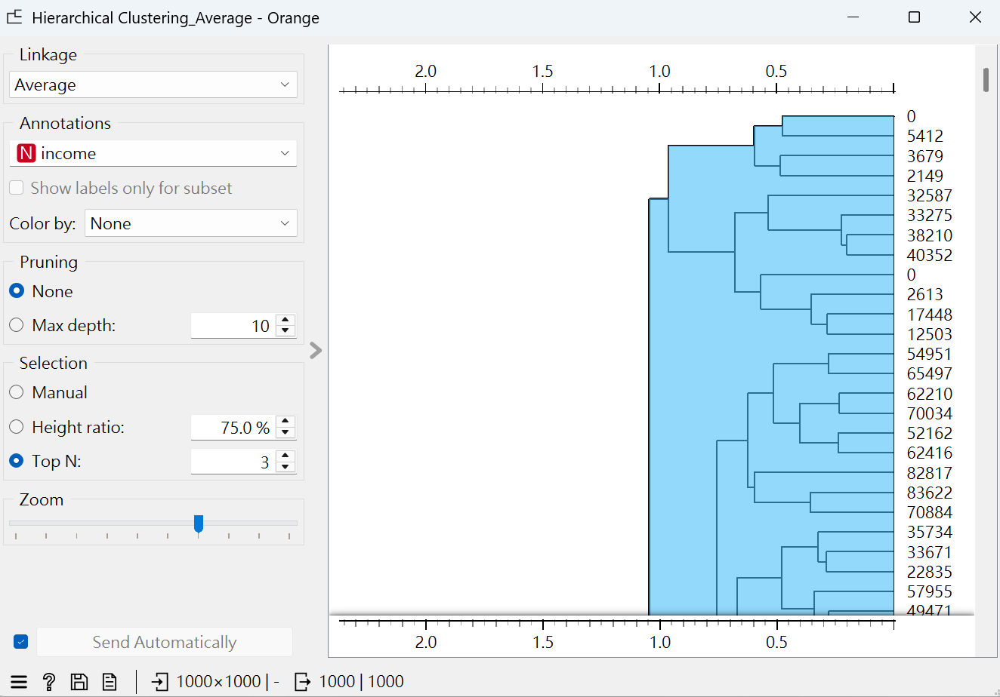 Hierarchical Clustering_Average - Orange
Linkage
Average
Annotations
N income
Show labels only for subset
Color by: None
Pruning
None
Max depth: 10
Selection
Manual
Height ratio: 75.0 %
Top N: 3
Zoom
Send Automatically
2.0 1.5 1.0 0.5
0
5412
3679
2149
32587
33275
38210
40352
0
2613
17448
12503
54951
65497
62210
70034
52162
62416
82817
83622
70884
35734
33671
22835
57955
49471
2.0 1.5 1.0 0.5
? 1000×1000 | - 1000 | 1000